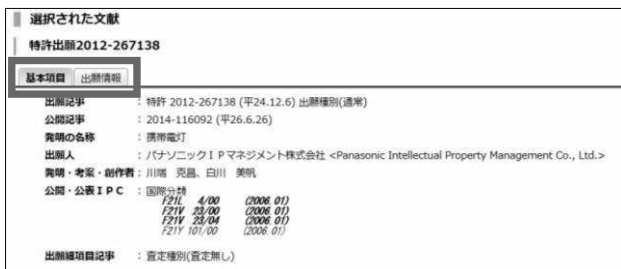 選択された文献
特許出願2012-267138
基本項目 出願情報
出願記事 : 特許 2012-267138 (平24.12.6) 出願種別(通常)
公開記事 : 2014-116092 (平26.6.26)
発明の名称 : 携帯電灯
出願人 : パナソニックIPマネジメント株式会社 <Panasonic Intellectual Property Management Co., Ltd.>
発明・考案・創作者 : 川端 克昌、白川 美帆
公開・公表IPC : 国際分類
F21L 4/00 (2006.01)
F21V 23/00 (2006.01)
F21V 23/04 (2006.01)
F21Y 101/00 (2006.01)
出願細項目記事 : 査定種別(査定無し)